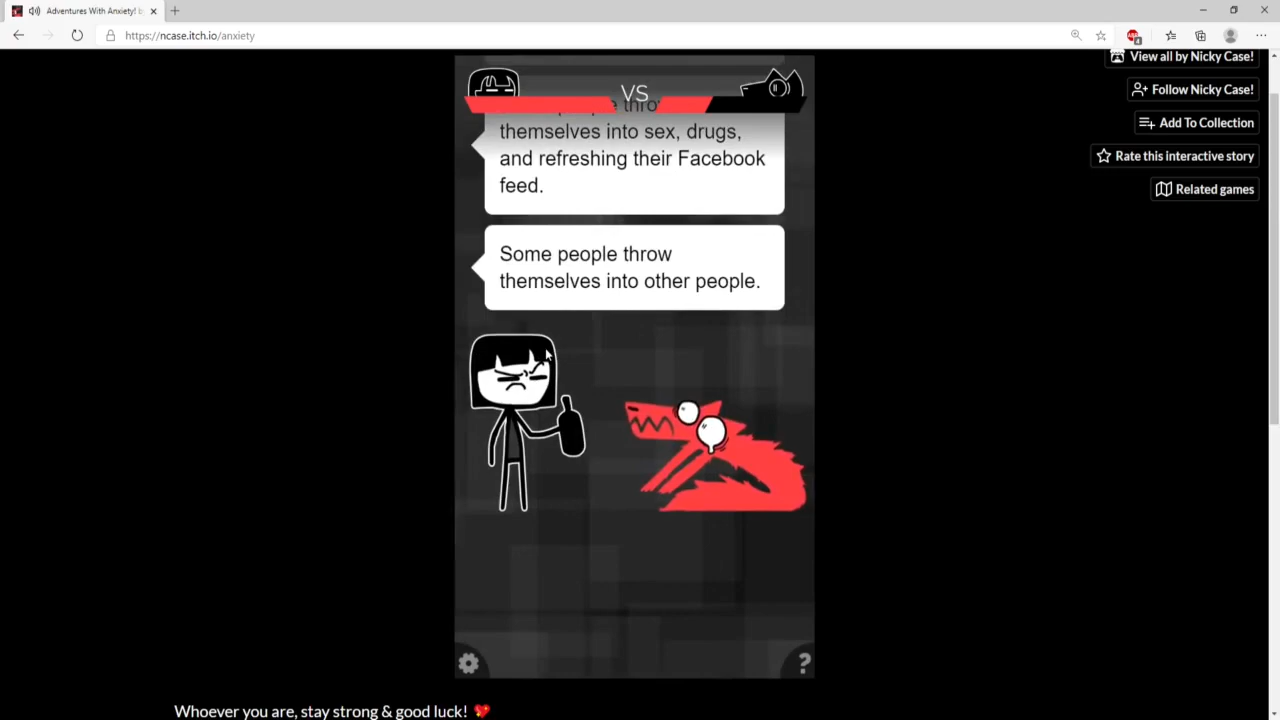 Adventures With Anxiety! b
https://ncase.itch.io/anxiety
View all by Nicky Case!
Follow Nicky Case!
Add To Collection
Rate this interactive story
Related games
VS
themselves into sex, drugs,
and refreshing their Facebook
feed.
Some people throw
themselves into other people.
?
Whoever you are, stay strong & good luck!